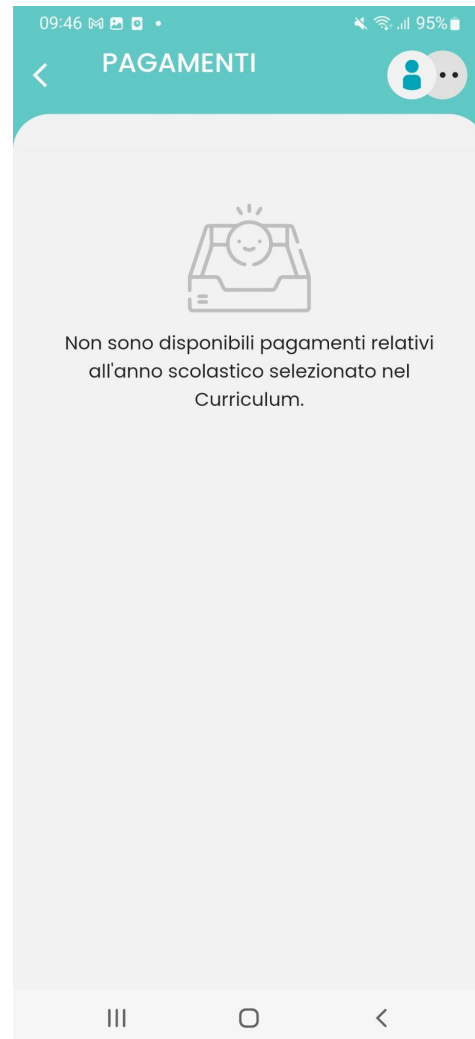 09:46
95%
PAGAMENTI
Non sono disponibili pagamenti relativi
all'anno scolastico selezionato nel
Curriculum.